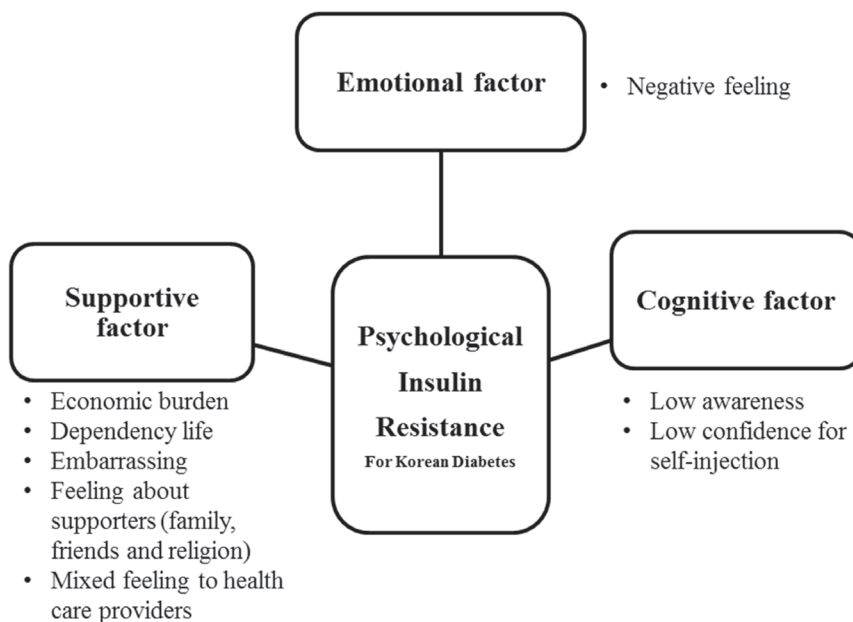 Emotional factor
• Negative feeling
Supportive
factor
• Economic burden
• Dependency life
• Embarrassing
• Feeling about
supporters (family,
friends and religion)
• Mixed feeling to health
care providers
Psychological
Insulin
Resistance
For Korean Diabetes
Cognitive factor
• Low awareness
• Low confidence for
self-injection